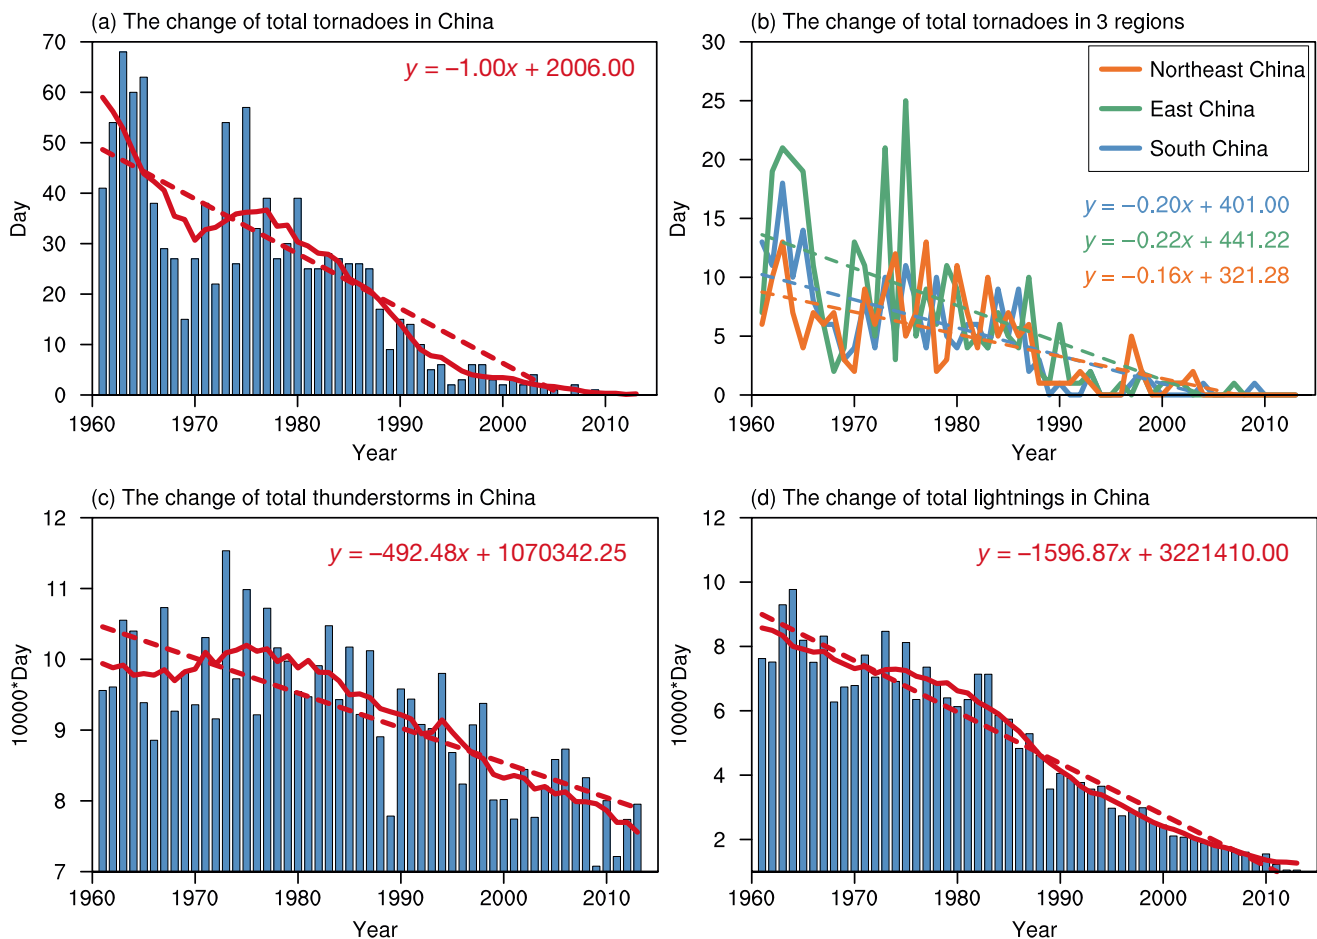 (a) The change of total tornadoes in China
70
60
50
40
30
20
10
0
Day
y = −1.00x + 2006.00
1960 1970 1980 1990 2000 2010
Year
(b) The change of total tornadoes in 3 regions
30
25
20
15
10
5
0
Day
Northeast China
East China
South China
y = −0.20x + 401.00
y = −0.22x + 441.22
y = −0.16x + 321.28
1960 1970 1980 1990 2000 2010
Year
(c) The change of total thunderstorms in China
12
11
10
9
8
7
10000*Day
y = −492.48x + 1070342.25
1960 1970 1980 1990 2000 2010
Year
(d) The change of total lightnings in China
12
10
8
6
4
2
10000*Day
y = −1596.87x + 3221410.00
1960 1970 1980 1990 2000 2010
Year